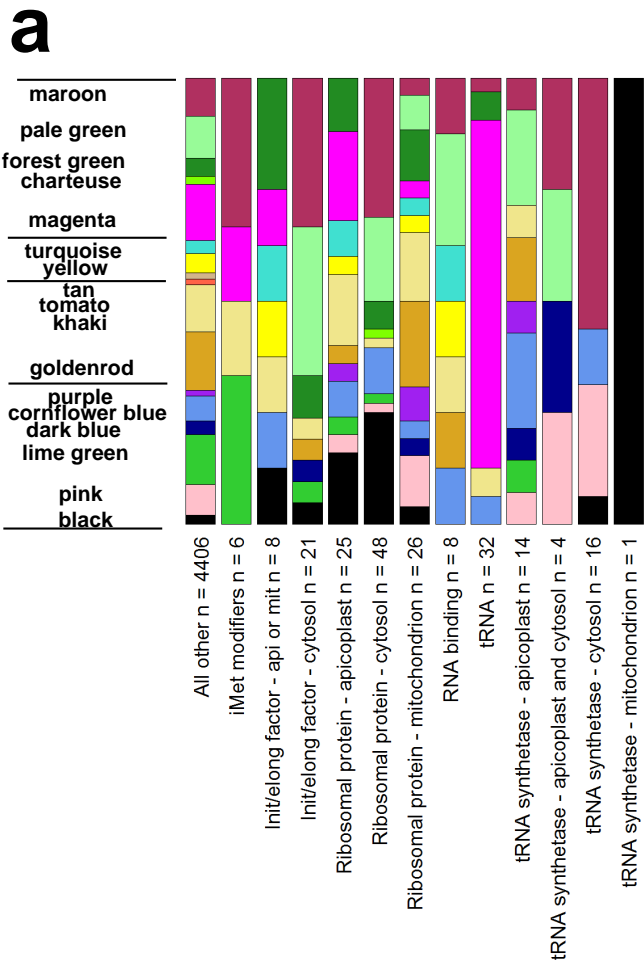 a
maroon
pale green
forest green
charteuse
magenta
turquoise
yellow
tan
tomato
khaki
goldenrod
purple
cornflower blue
dark blue
lime green
pink
black
All other n = 4406
iMet modifiers n = 6
Init/elong factor - api or mit n = 8
Init/elong factor - cytosol n = 21
Ribosomal protein - apicoplast n = 25
Ribosomal protein - cytosol n = 48
Ribosomal protein - mitochondrion n = 26
RNA binding n = 8
tRNA n = 32
tRNA synthetase - apicoplast n = 14
tRNA synthetase - apicoplast and cytosol n = 4
tRNA synthetase - cytosol n = 16
tRNA synthetase - mitochondrion n = 1